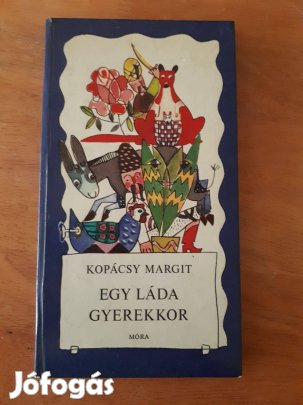 KOPÁCSY MARGIT
EGY LÁDA
GYEREKKOR
MÓRA
Jófogás